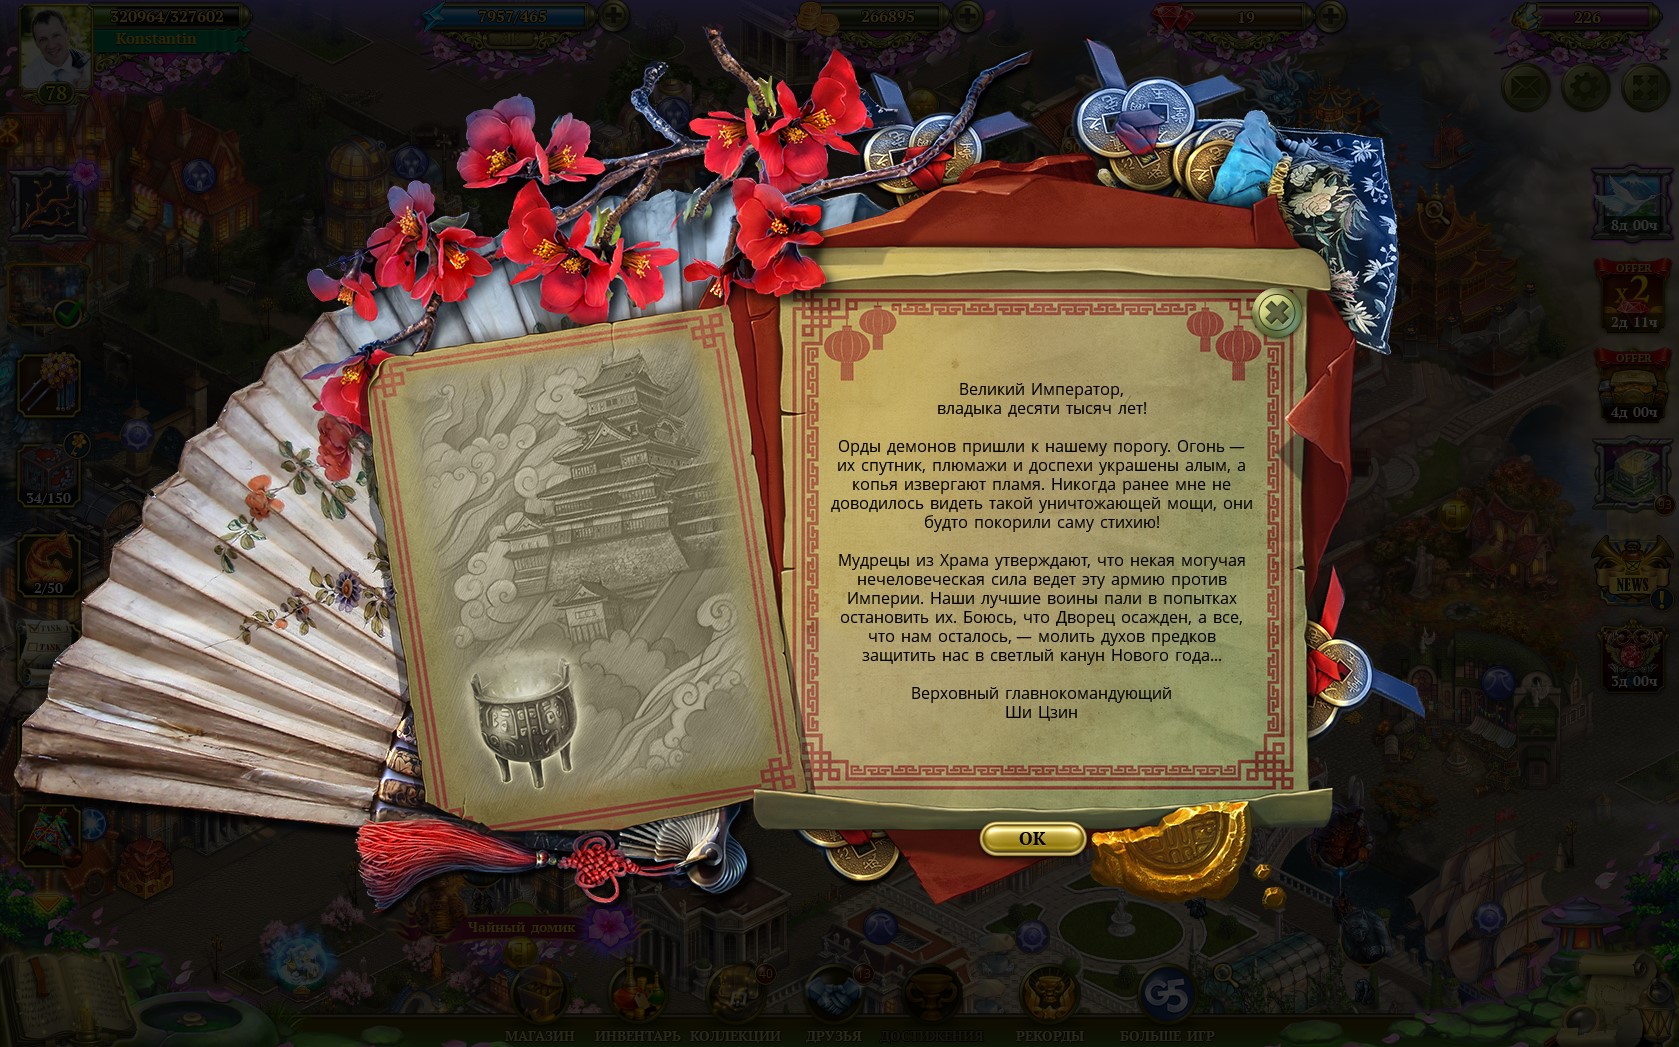 320964/327602
7957/465
266895
19
226
Konstantin
78
8д 00ч
OFFER
x2
2д 11ч
OFFER
4д 00ч
34/150
2/50
NEWS
3д 00ч
Великий Император,
владыка десяти тысяч лет!
Орды демонов пришли к нашему порогу. Огонь —
их спутник, плюмажи и доспехи украшены алым, а
копья извергают пламя. Никогда ранее мне не
доводилось видеть такой уничтожающей мощи, они
будто покорили саму стихию!
Мудрецы из Храма утверждают, что некая могучая
нечеловеческая сила ведет эту армию против
Империи. Наши лучшие воины пали в попытках
остановить их. Боюсь, что Дворец осажден, а все,
что нам осталось, — молить духов предков
защитить нас в светлый канун Нового года...
Верховный главнокомандующий
Ши Цзин
OK
Чайный домик
40
13
G5
МАГАЗИН
ИНВЕНТАРЬ
КОЛЛЕКЦИИ
ДРУЗЬЯ
ДОСТИЖЕНИЯ
РЕКОРДЫ
БОЛЬШЕ ИГР